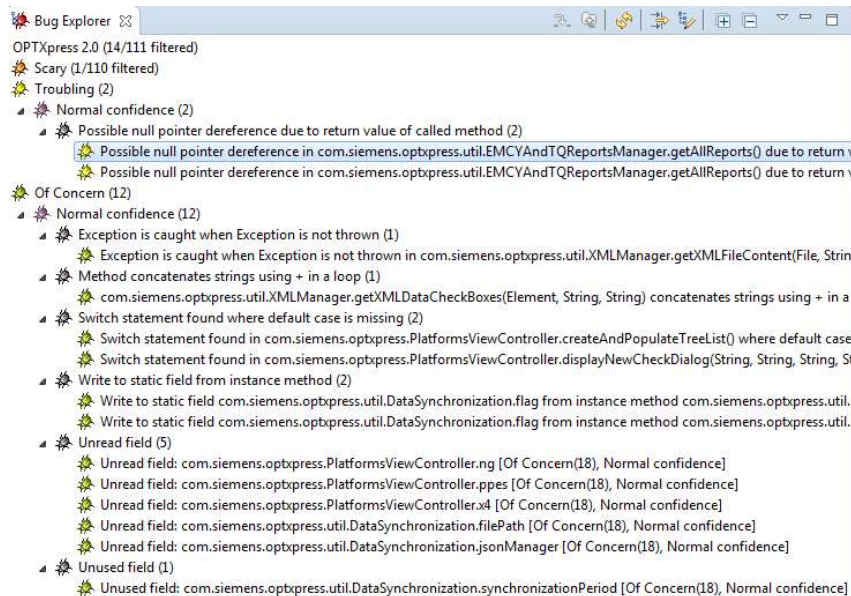 Bug Explorer
OPTXpress 2.0 (14/111 filtered)
Scary (1/110 filtered)
Troubling (2)
Normal confidence (2)
Possible null pointer dereference due to return value of called method (2)
Possible null pointer dereference in com.siemens.optxpress.util.EMCYAndTQReportsManager.getAllReports() due to return
Possible null pointer dereference in com.siemens.optxpress.util.EMCYAndTQReportsManager.getAllReports() due to return
Of Concern (12)
Normal confidence (12)
Exception is caught when Exception is not thrown (1)
Exception is caught when Exception is not thrown in com.siemens.optxpress.util.XMLManager.getXMLFileContent(File, Strin
Method concatenates strings using + in a loop (1)
com.siemens.optxpress.util.XMLManager.getXMLDataCheckBoxes(Element, String, String) concatenates strings using + in a
Switch statement found where default case is missing (2)
Switch statement found in com.siemens.optxpress.PlatformsViewController.createAndPopulateTreeList() where default case
Switch statement found in com.siemens.optxpress.PlatformsViewController.displayNewCheckDialog(String, String, String, St
Write to static field from instance method (2)
Write to static field com.siemens.optxpress.util.DataSynchronization.flag from instance method com.siemens.optxpress.util.
Write to static field com.siemens.optxpress.util.DataSynchronization.flag from instance method com.siemens.optxpress.util.
Unread field (5)
Unread field: com.siemens.optxpress.PlatformsViewController.ng [Of Concern(18), Normal confidence]
Unread field: com.siemens.optxpress.PlatformsViewController.ppes [Of Concern(18), Normal confidence]
Unread field: com.siemens.optxpress.PlatformsViewController.x4 [Of Concern(18), Normal confidence]
Unread field: com.siemens.optxpress.util.DataSynchronization.filePath [Of Concern(18), Normal confidence]
Unread field: com.siemens.optxpress.util.DataSynchronization.jsonManager [Of Concern(18), Normal confidence]
Unused field (1)
Unused field: com.siemens.optxpress.util.DataSynchronization.synchronizationPeriod [Of Concern(18), Normal confidence]